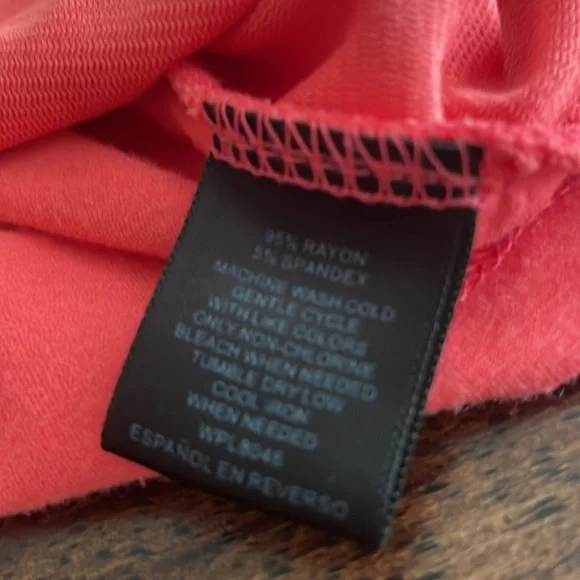 95% RAYON
5% SPANDEX
MACHINE WASH COLD
GENTLE CYCLE
WITH LIKE COLORS
ONLY NON-CHLORINE
BLEACH WHEN NEEDED
TUMBLE DRY LOW
COOL IRON
WHEN NEEDED
WPL9045
ESPAÑOL EN REVERSO